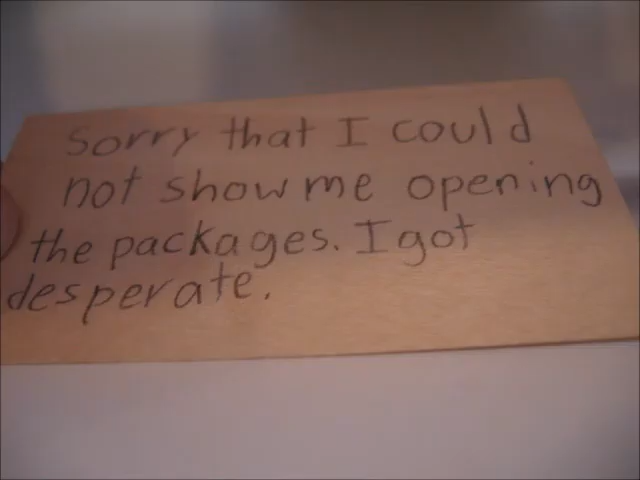 Sorry that I could
not show me opening
the packages. I got
desperate.